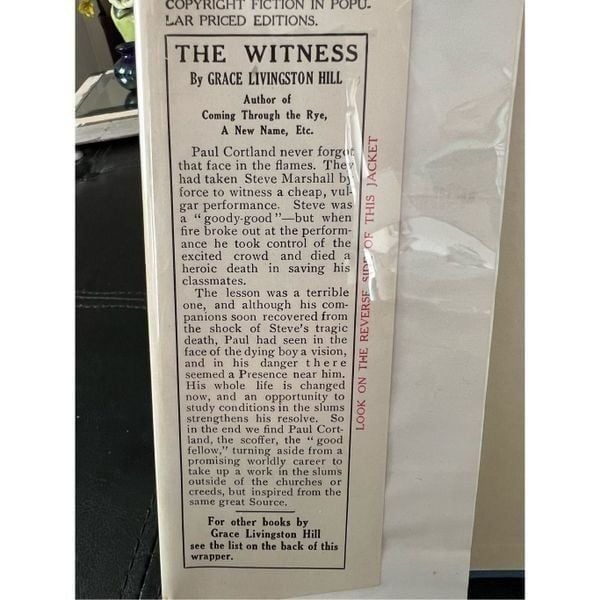 COPYRIGHT FICTION IN POPU-
LAR PRICED EDITIONS.
THE WITNESS
By GRACE LIVINGSTON HILL
Author of
Coming Through the Rye,
A New Name, Etc.
Paul Cortland never forgot
that face in the flames. They
had taken Steve Marshall by
force to witness a cheap, vul-
gar performance. Steve was
a "goody-good"—but when
fire broke out at the perform-
ance he took control of the
excited crowd and died a
heroic death in saving his
classmates.
The lesson was a terrible
one, and although his com-
panions soon recovered from
the shock of Steve's tragic
death, Paul had seen in the
face of the dying boy a vision,
and in his danger there
seemed a Presence near him.
His whole life is changed
now, and an opportunity to
study conditions in the slums
strengthens his resolve. So
in the end we find Paul Cort-
land, the scoffer, the "good
fellow," turning aside from a
promising worldly career to
take up a work in the slums
outside of the churches or
creeds, but inspired from the
same great Source.
For other books by
Grace Livingston Hill
see the list on the back of this
wrapper.
LOOK ON THE REVERSE SIDE OF THIS JACKET